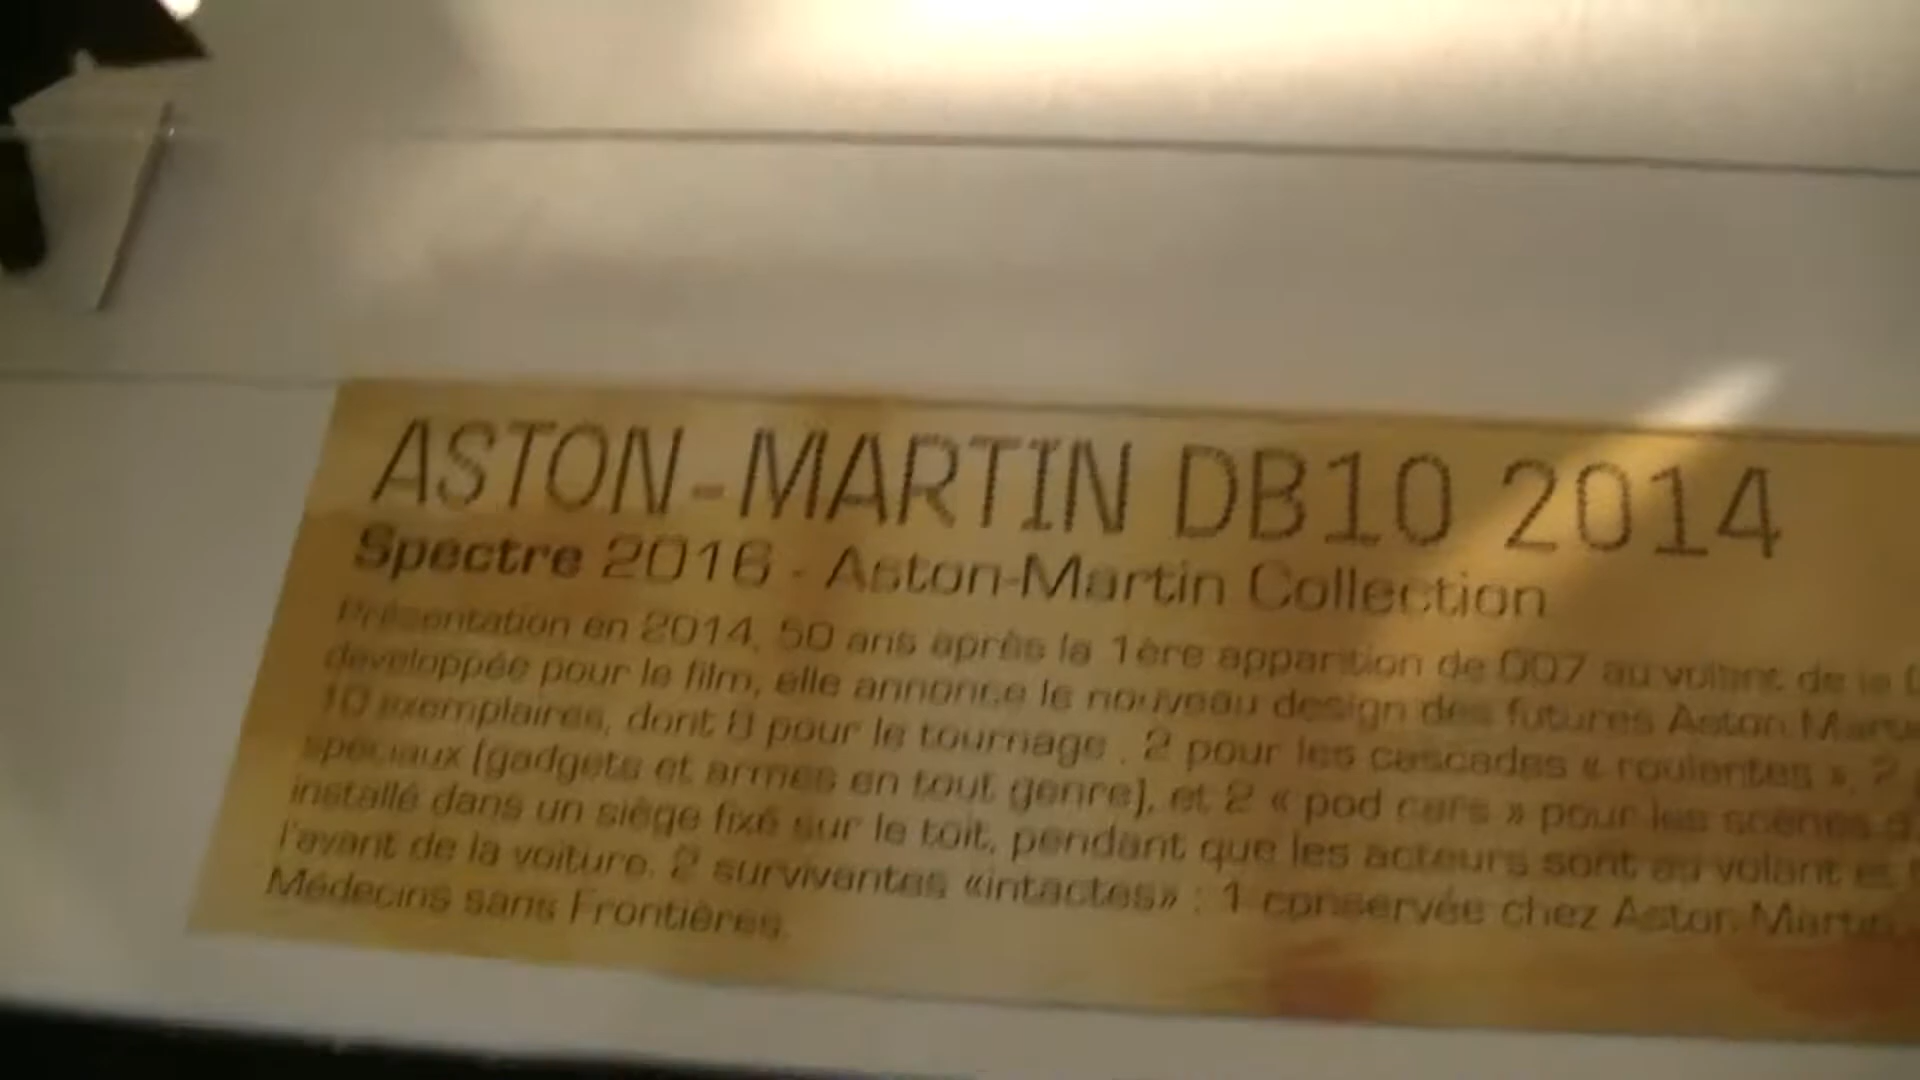 ASTON-MARTIN DB10 2014
Spectre 2016 - Aston-Martin Collection
Présentation en 2014, 50 ans après la 1ère apparition de 007 au volant de la
développée pour le film, elle annonce le nouveau design des futures Aston Martin
10 exemplaires, dont 8 pour le tournage : 2 pour les cascades « roulantes », 2
spéciaux (gadgets et armes en tout genre), et 2 « pod cars » pour les scènes
installé dans un siège fixé sur le toit, pendant que les acteurs sont au volant et
l'avant de la voiture. 2 survivantes «intactes» : 1 conservée chez Aston Martin
Médecins sans Frontières.